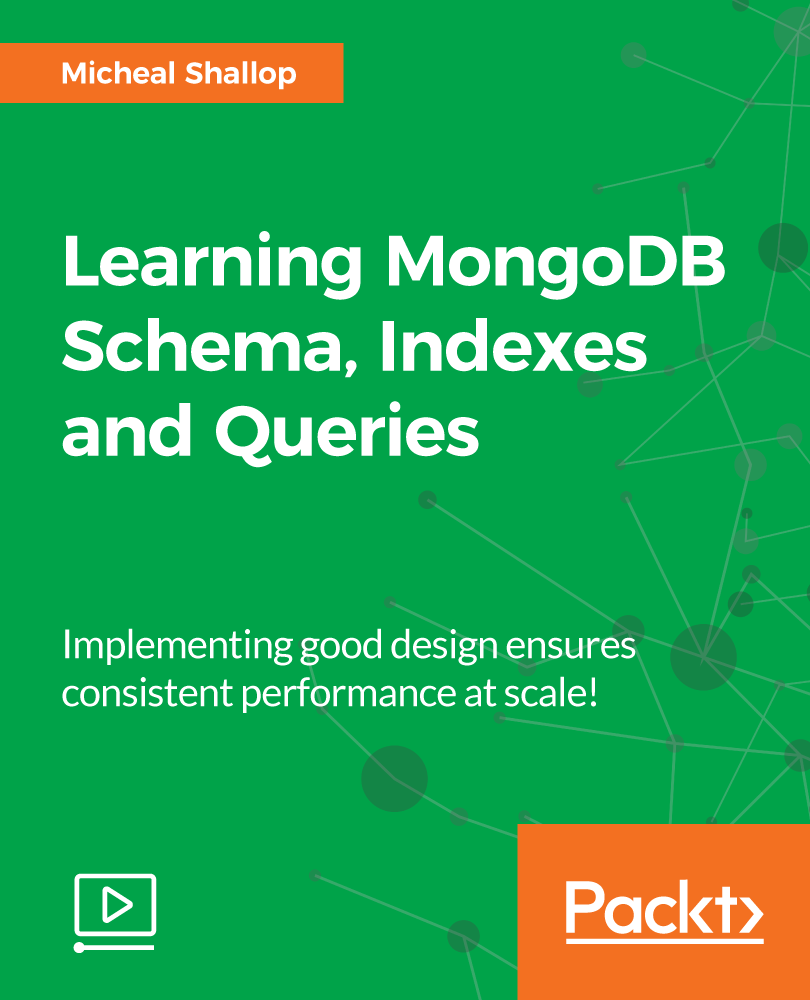 Micheal Shallop
Learning MongoDB
Schema, Indexes
and Queries
Implementing good design ensures
consistent performance at scale!
Packt>